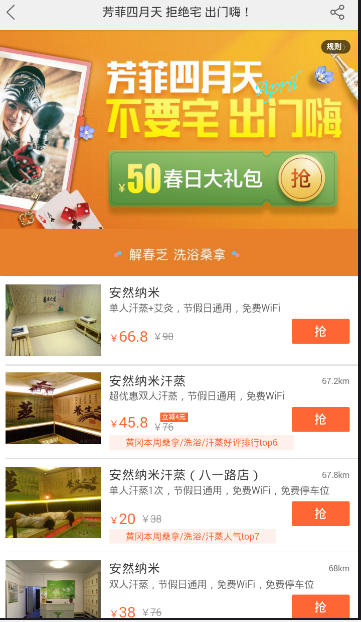 芳菲四月天 拒绝宅 出门嗨！
规则
芳菲四月天
April
不要宅 出门嗨
¥50 春日大礼包 抢
解春乏 洗浴桑拿
安然纳米
单人汗蒸+艾灸，节假日通用，免费WiFi
¥66.8 ¥98 抢
安然纳米汗蒸 67.2km
超优惠双人汗蒸，节假日通用，免费WiFi
¥45.8 立减4元 ¥76 抢
黄冈本周桑拿/洗浴/汗蒸好评排行top6
安然纳米汗蒸（八一路店） 67.8km
单人汗蒸1次，节假日通用，免费WiFi，免费停车位
¥20 ¥38 抢
黄冈本周桑拿/洗浴/汗蒸人气top7
安然纳米 68km
双人汗蒸，节假日通用，免费WiFi，免费停车位
¥38 ¥76 抢